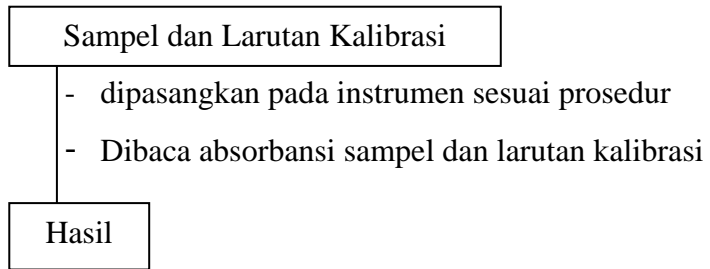 Sampel dan Larutan Kalibrasi
- dipasangkan pada instrumen sesuai prosedur
- Dibaca absorbansi sampel dan larutan kalibrasi
Hasil